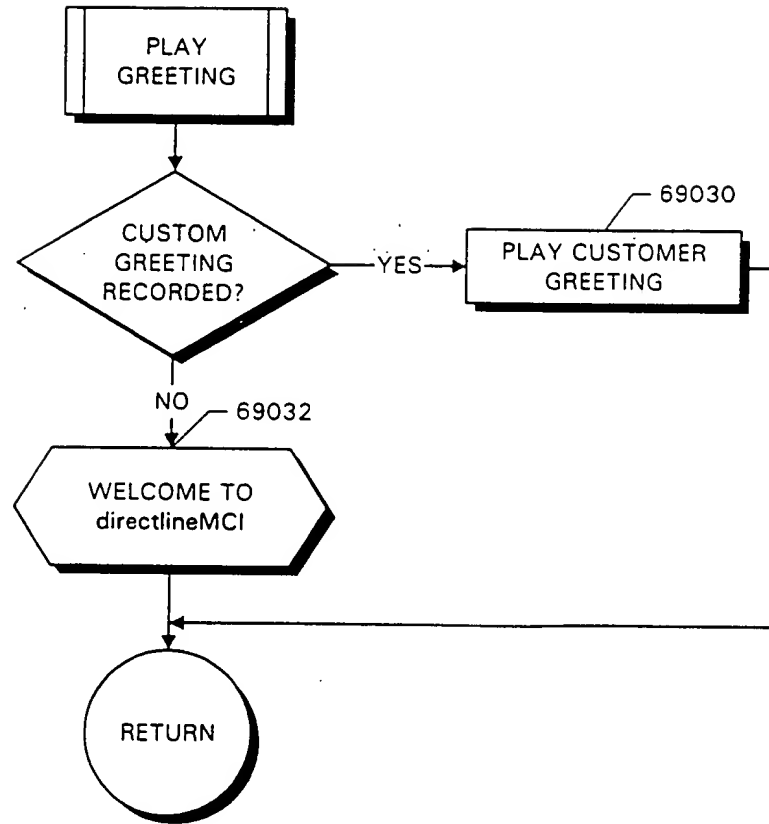 PLAY
GREETING
CUSTOM
GREETING
RECORDED?
YES
69030
PLAY CUSTOMER
GREETING
NO
69032
WELCOME TO
directlineMCI
RETURN